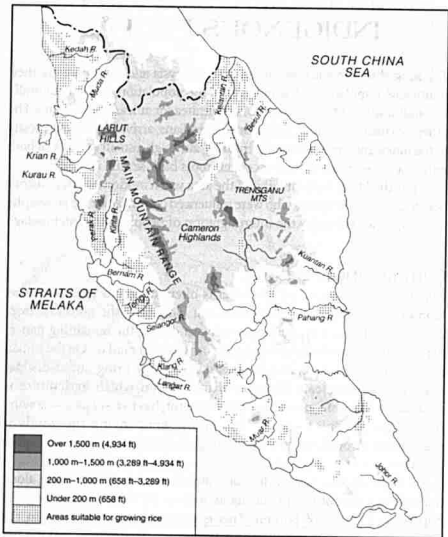 SOUTH CHINA
SEA
Kedah R.
Muda R.
Kelantan R.
LARUT
HILLS
Krian R.
Kurau R.
MAIN MOUNTAIN RANGE
TRENGGANU
MTS
Perak R.
Kinta R.
Cameron
Highlands
Kuantan R.
Bernam R.
STRAITS OF
MELAKA
Pahang R.
Selangor R.
Klang R.
Langat R.
Muar R.
Johor R.
Over 1,500 m (4,934 ft)
1,000 m–1,500 m (3,289 ft–4,934 ft)
200 m–1,000 m (658 ft–3,289 ft)
Under 200 m (658 ft)
Areas suitable for growing rice